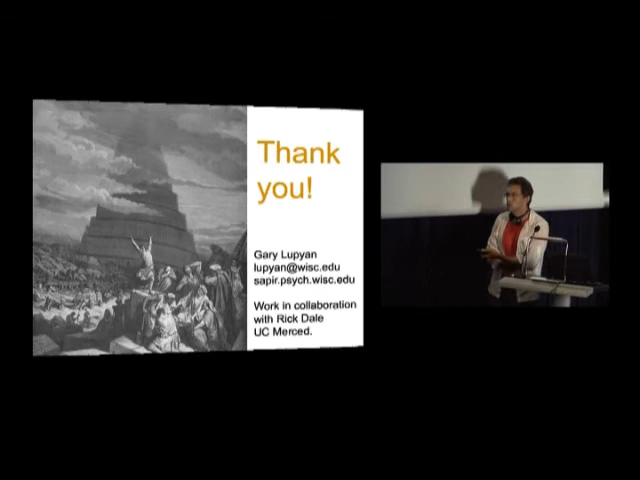 Thank
you!
Gary Lupyan
lupyan@wisc.edu
sapir.psych.wisc.edu
Work in collaboration
with Rick Dale
UC Merced.